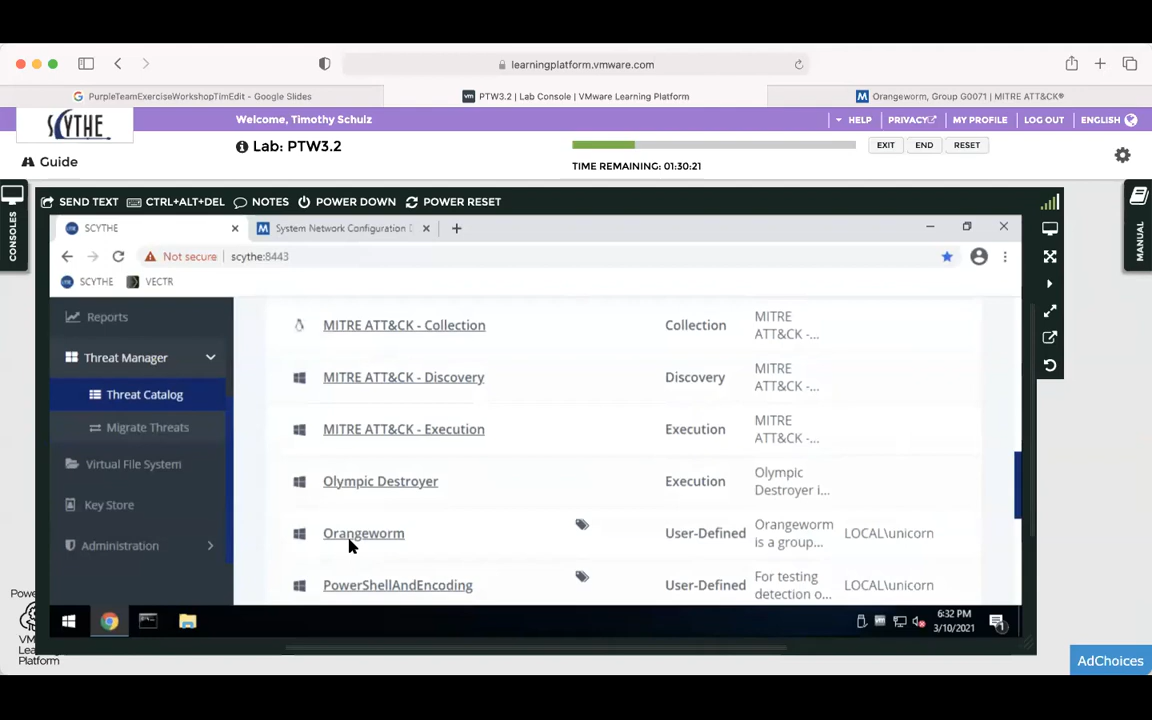 learningplatform.vmware.com
PurpleTeamExerciseWorkshopTimEdit - Google Slides
PTW3.2 | Lab Console | VMware Learning Platform
Orangeworm, Group G0071 | MITRE ATT&CK®
SCYTHE
Welcome, Timothy Schulz
HELP
PRIVACY
MY PROFILE
LOG OUT
ENGLISH
Guide
Lab: PTW3.2
TIME REMAINING: 01:30:21
EXIT
END
RESET
CONSOLES
MANUAL
SEND TEXT
CTRL+ALT+DEL
NOTES
POWER DOWN
POWER RESET
SCYTHE
System Network Configuration
Not secure
scythe:8443
SCYTHE
VECTR
Reports
Threat Manager
Threat Catalog
Migrate Threats
Virtual File System
Key Store
Administration
MITRE ATT&CK - Collection
Collection
MITRE
ATT&CK -...
MITRE ATT&CK - Discovery
Discovery
MITRE
ATT&CK -...
MITRE ATT&CK - Execution
Execution
MITRE
ATT&CK -...
Olympic Destroyer
Execution
Olympic
Destroyer i...
Orangeworm
User-Defined
Orangeworm
is a group...
LOCAL\unicorn
PowerShellAndEncoding
User-Defined
For testing
detection o...
LOCAL\unicorn
6:32 PM
3/10/2021
1
Powe
VM
Lea
Platform
AdChoices